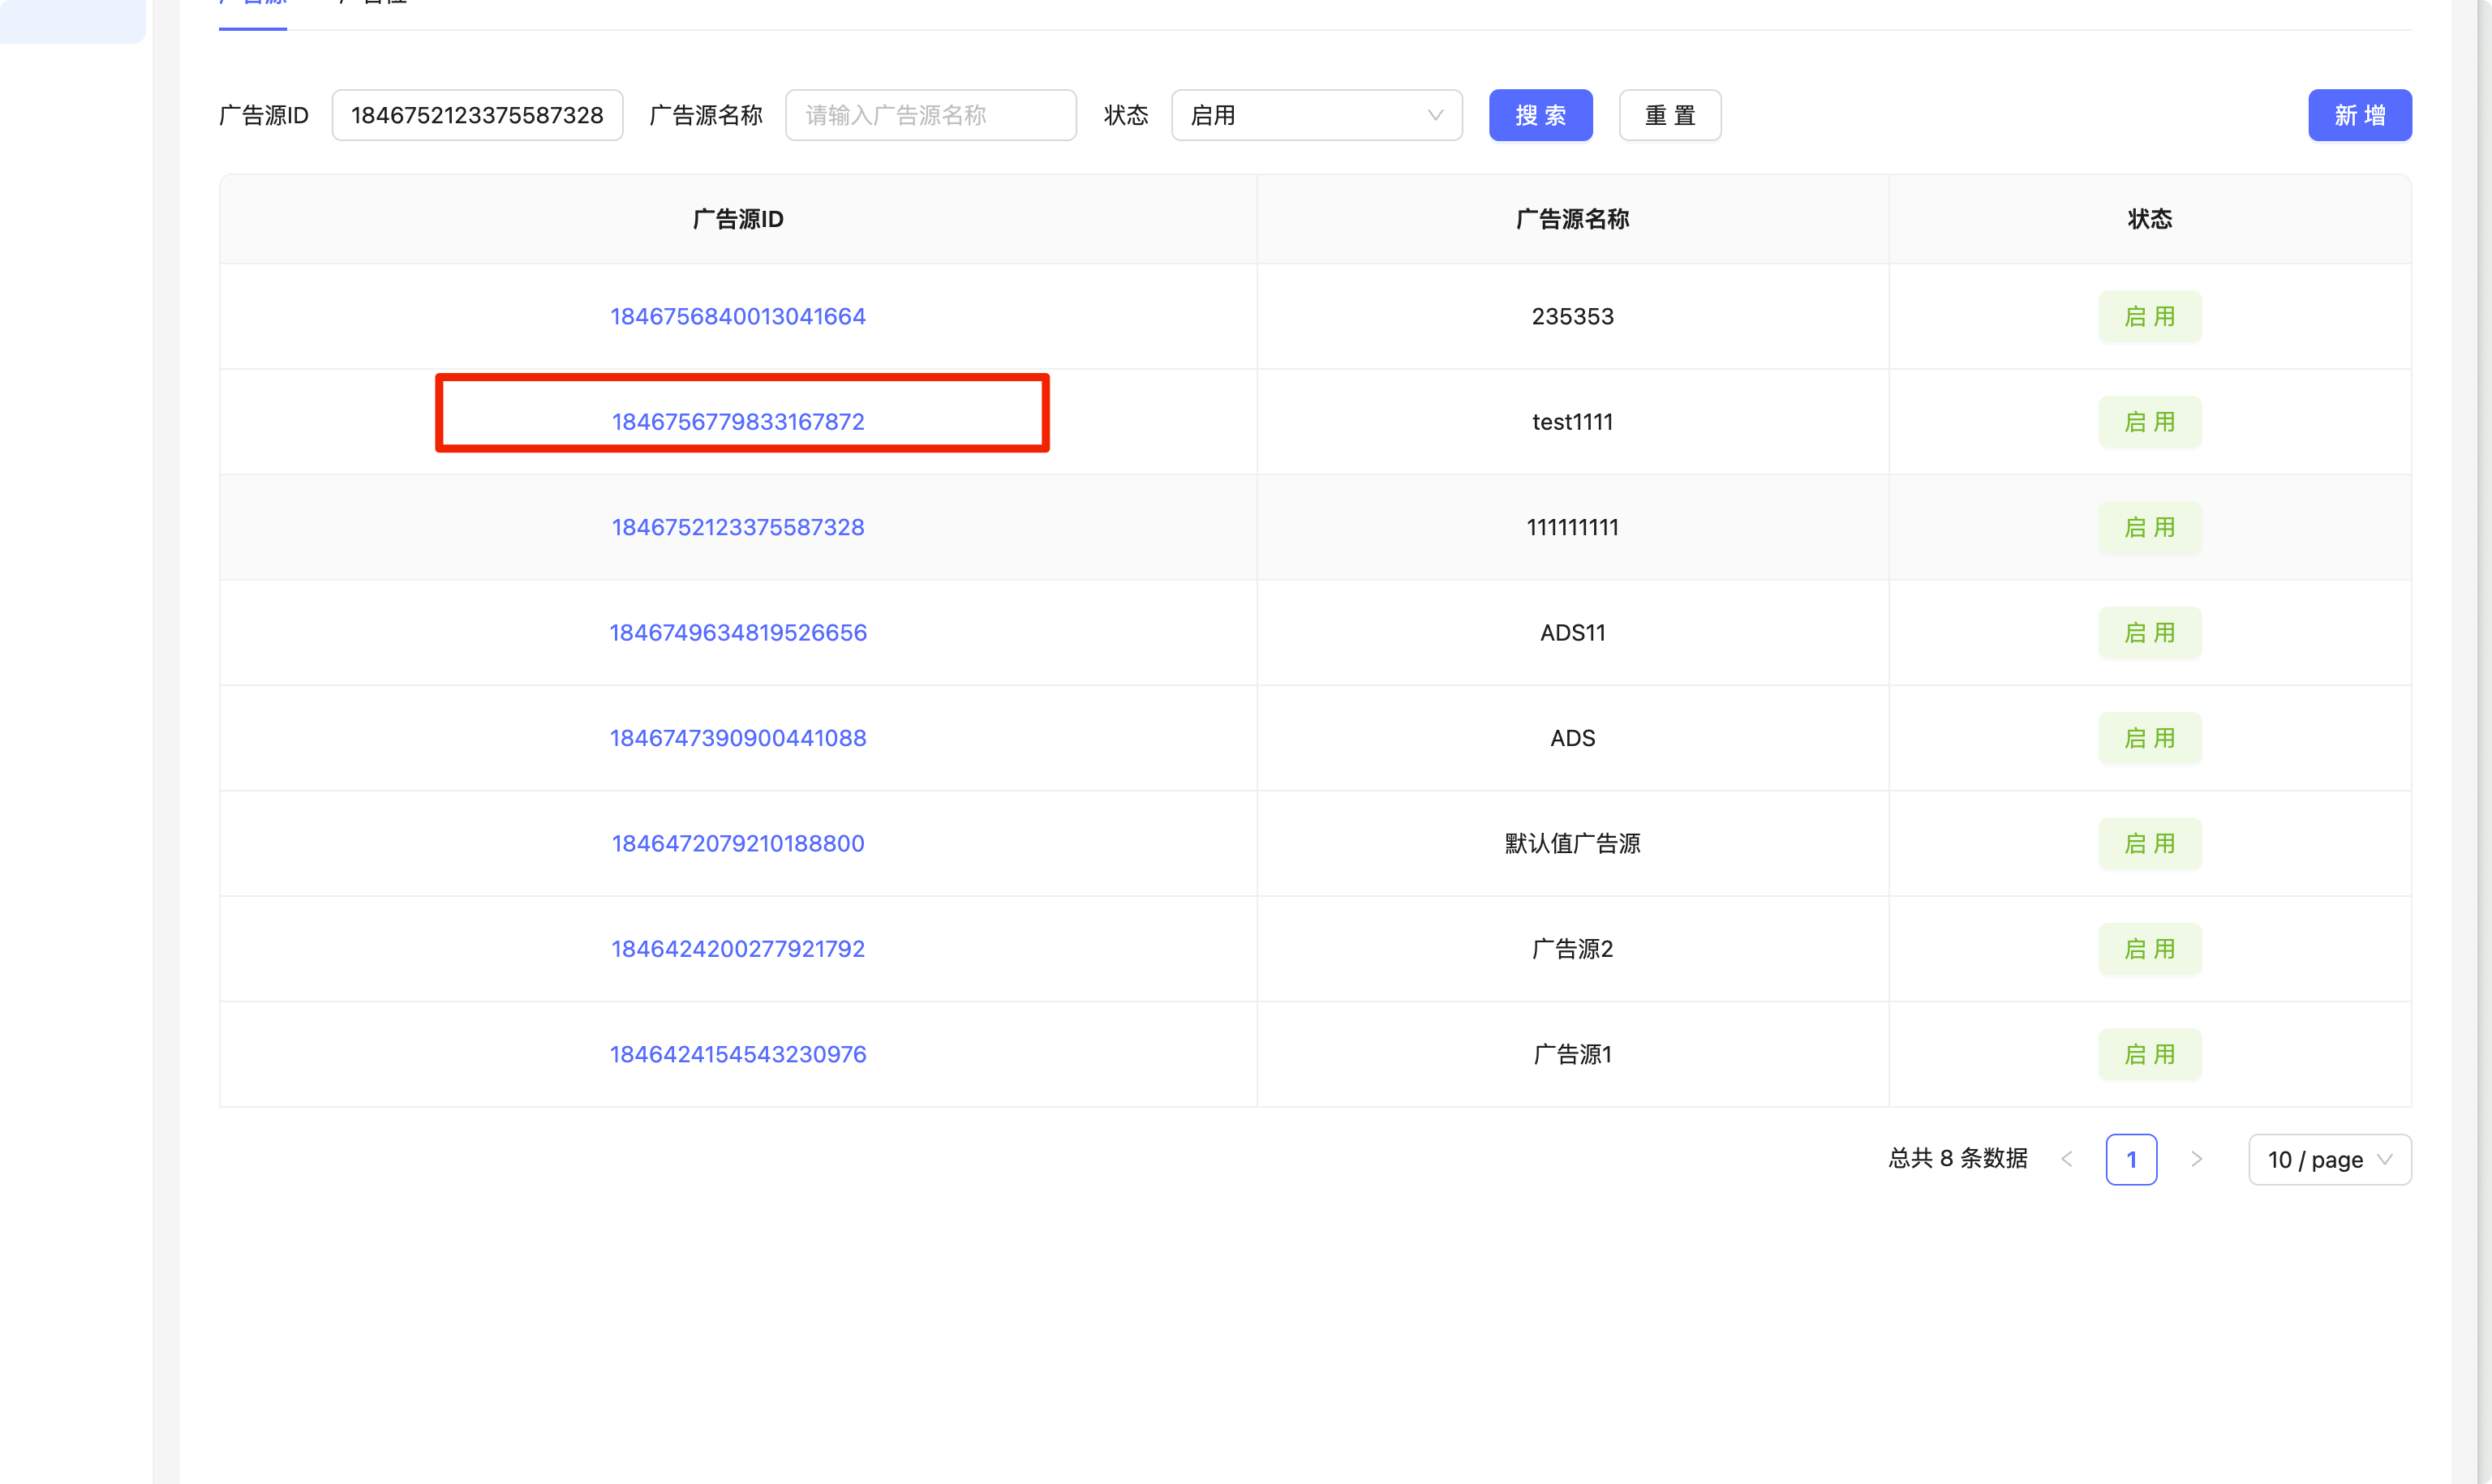 广告源ID 1846752123375587328 广告源名称 请输入广告源名称 状态 启用 搜 索 重 置 新 增
广告源ID 广告源名称 状态
1846756840013041664 235353 启 用
1846756779833167872 test1111 启 用
1846752123375587328 111111111 启 用
1846749634819526656 ADS11 启 用
1846747390900441088 ADS 启 用
1846472079210188800 默认值广告源 启 用
1846424200277921792 广告源2 启 用
1846424154543230976 广告源1 启 用
总共 8 条数据 < 1 > 10 / page